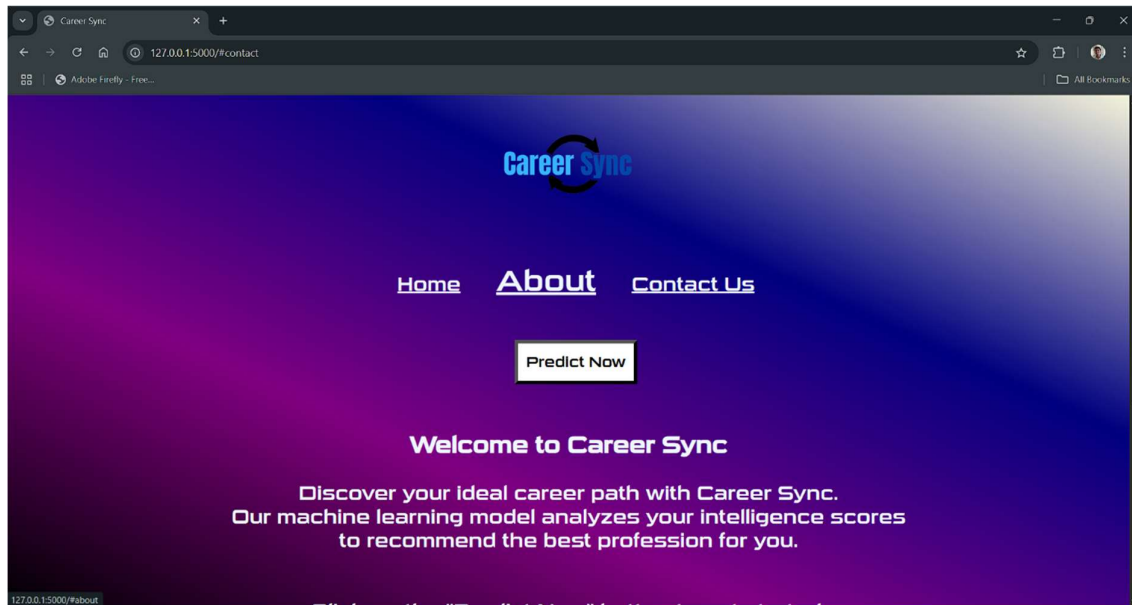 Career Sync
127.0.0.1:5000/#contact
Adobe Firefly - Free...
All Bookmarks
Career Sync
Home About Contact Us
Predict Now
Welcome to Career Sync
Discover your ideal career path with Career Sync.
Our machine learning model analyzes your intelligence scores
to recommend the best profession for you.
127.0.0.1:5000/#about